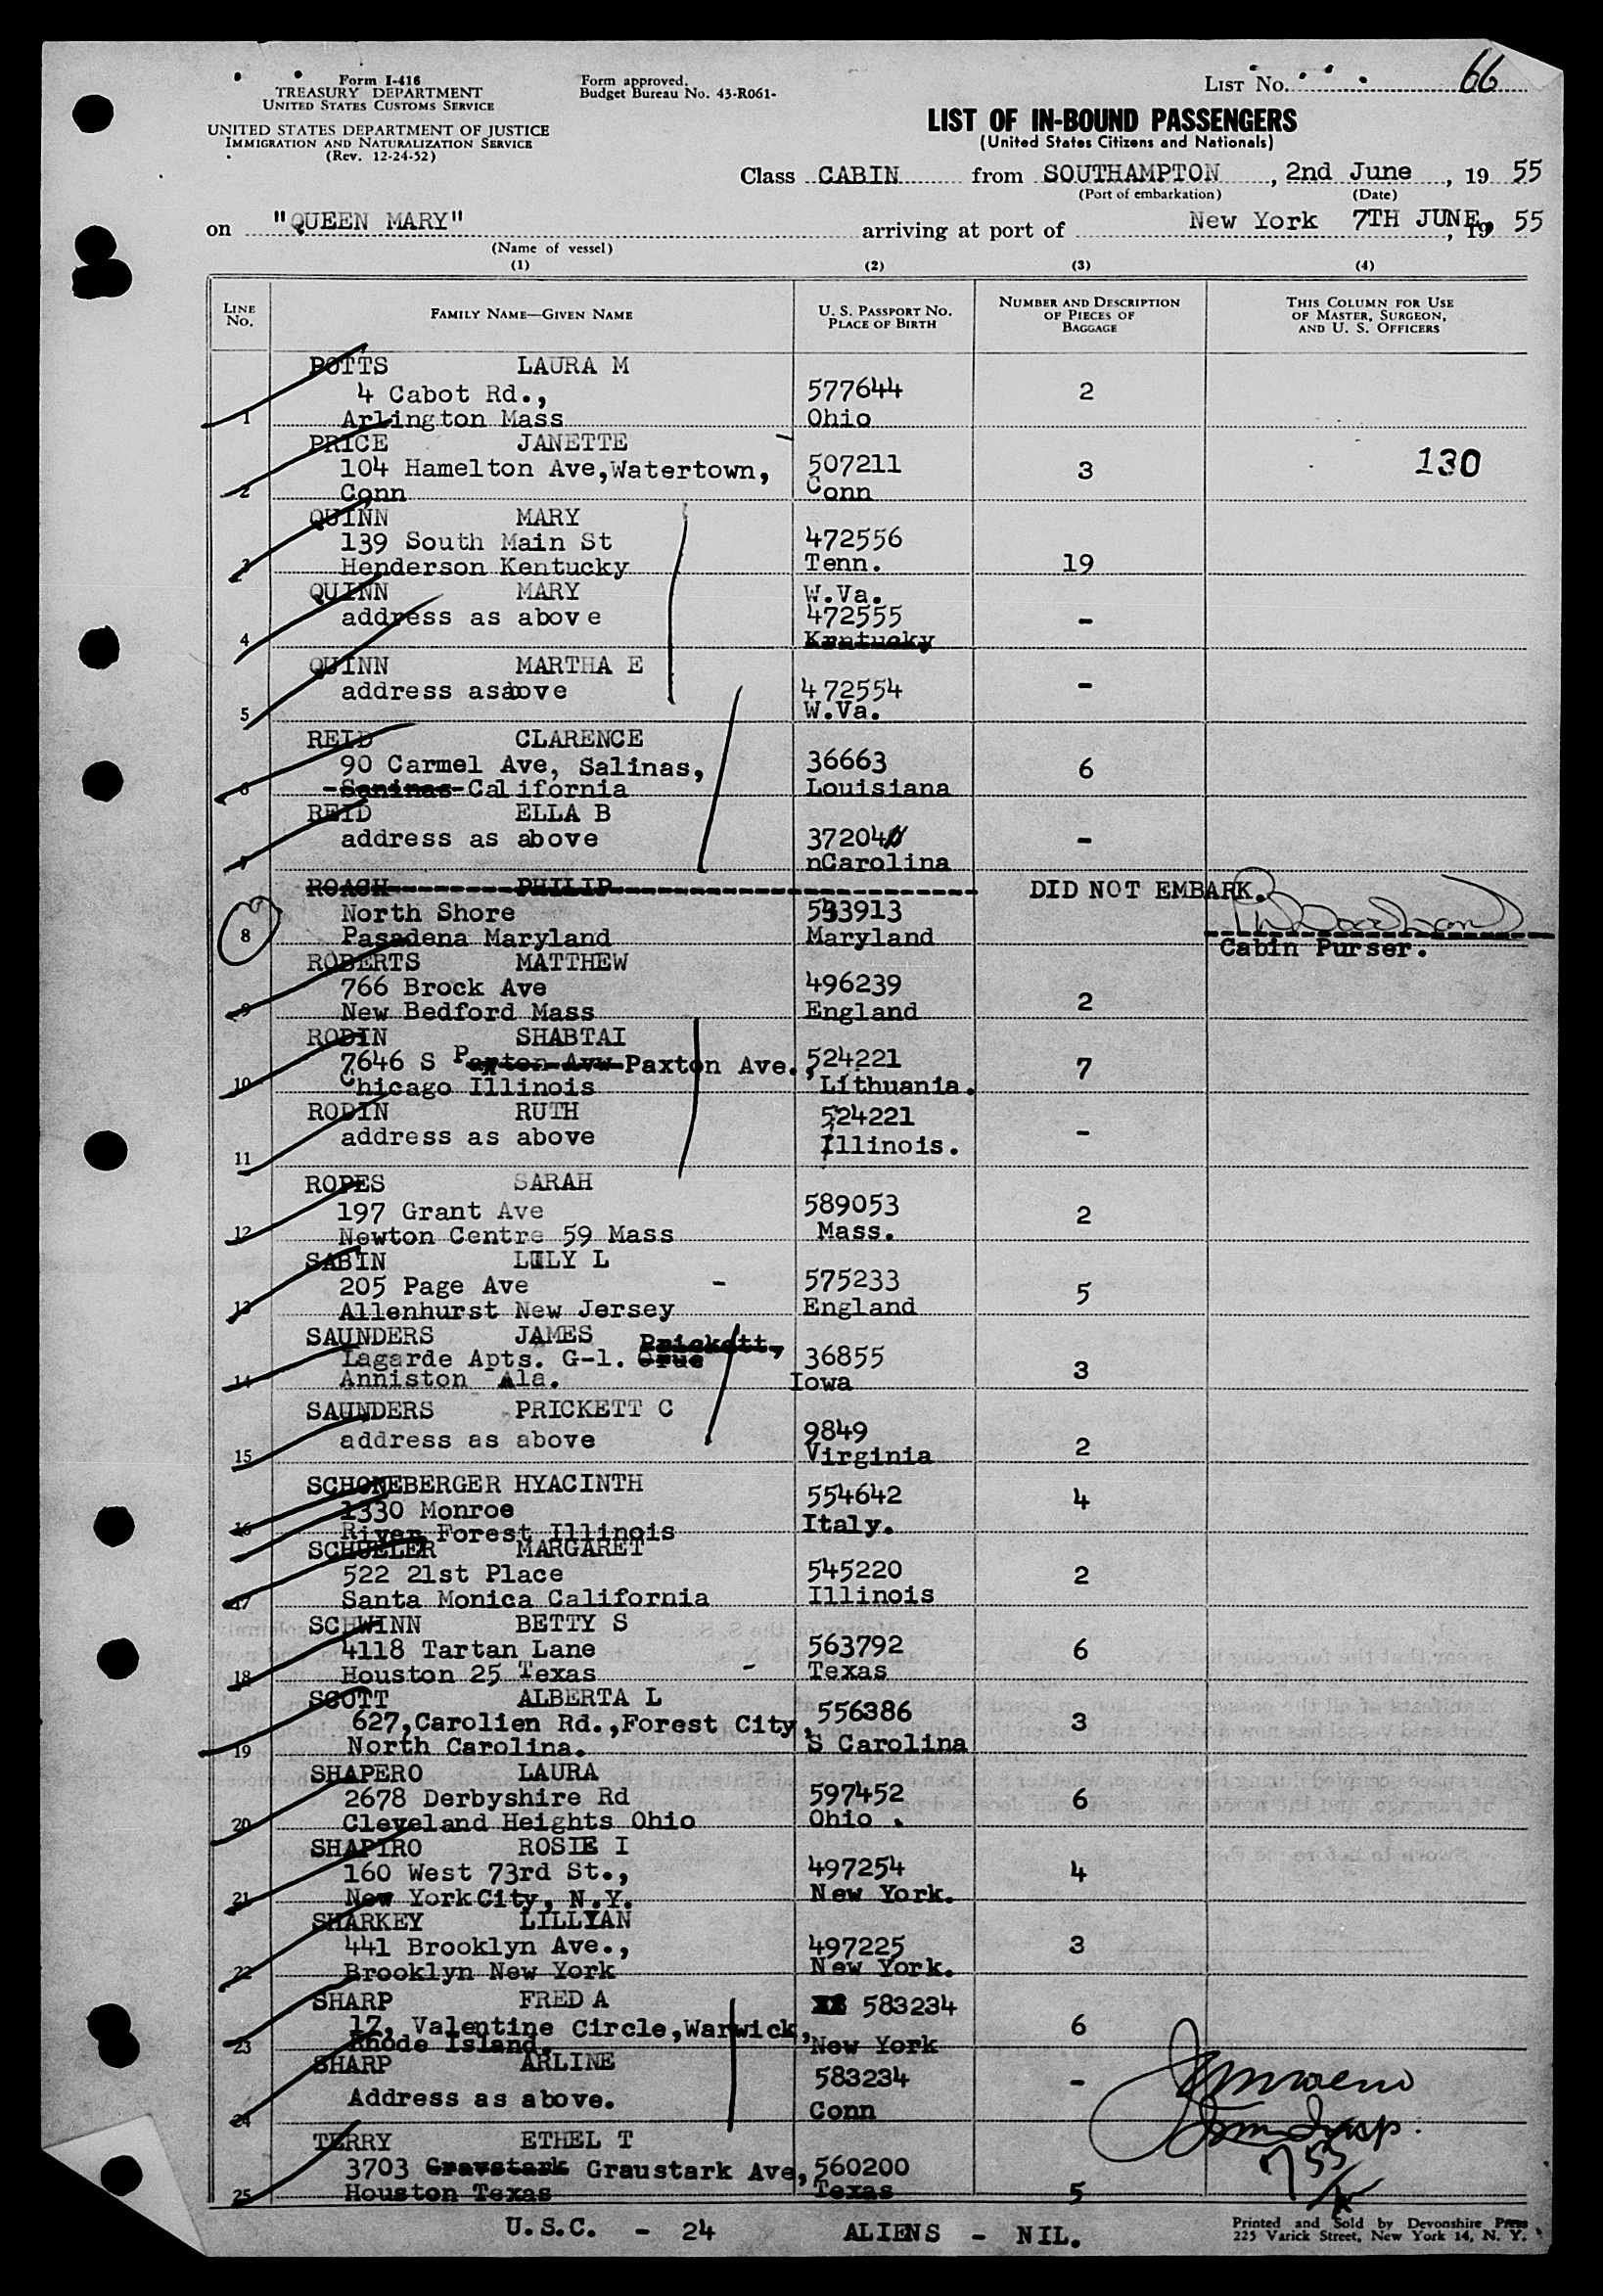 Form I-416
TREASURY DEPARTMENT
UNITED STATES CUSTOMS SERVICE
UNITED STATES DEPARTMENT OF JUSTICE
IMMIGRATION AND NATURALIZATION SERVICE
(Rev. 12-24-52)
Form approved.
Budget Bureau No. 43-R061-
LIST NO. 66
LIST OF IN-BOUND PASSENGERS
(United States Citizens and Nationals)
Class CABIN from SOUTHAMPTON, 2nd June, 19 55
(Port of embarkation) (Date)
on "QUEEN MARY" arriving at port of New York 7TH JUNE, 19 55
(Name of vessel)
(1) (2) (3) (4)
LINE NO. FAMILY NAME—GIVEN NAME U. S. PASSPORT NO. PLACE OF BIRTH NUMBER AND DESCRIPTION OF PIECES OF BAGGAGE THIS COLUMN FOR USE OF MASTER, SURGEON, AND U. S. OFFICERS
POTTS LAURA M
4 Cabot Rd., 577644 2
1 Arlington Mass Ohio
PRICE JANETTE
104 Hamelton Ave,Watertown, 507211 3 130
2 Conn Conn
QUINN MARY
139 South Main St 472556
3 Henderson Kentucky Tenn. 19
QUINN MARY W.Va.
address as above 472555 -
4 Kentucky
QUINN MARTHA E
address asabove 472554 -
5 W.Va.
REID CLARENCE
90 Carmel Ave, Salinas, 36663 6
6 -Saninas-California Louisiana
REID ELLA B
address as above 37204 -
7 nCarolina
ROACH PHILIP DID NOT EMBARK.
North Shore 543913
8 Pasadena Maryland Maryland Cabin Purser.
ROBERTS MATTHEW
766 Brock Ave 496239
9 New Bedford Mass England 2
RODIN SHABTAI
7646 S Paxton Avw Paxton Ave., 524221 7
10 Chicago Illinois Lithuania.
RODIN RUTH 524221
address as above Illinois. -
11
ROPES SARAH
197 Grant Ave 589053 2
12 Newton Centre 59 Mass Mass.
SABIN LILY L
205 Page Ave - 575233 5
13 Allenhurst New Jersey England
SAUNDERS JAMES Prickett,
Lagarde Apts. G-1. Crue 36855 3
14 Anniston Ala. Iowa
SAUNDERS PRICKETT C
address as above 9849 2
15 Virginia
SCHONEBERGER HYACINTH
1330 Monroe 554642 4
16 River Forest Illinois Italy.
SCHUELER MARGARET
522 21st Place 545220 2
17 Santa Monica California Illinois
SCHWINN BETTY S
4118 Tartan Lane 563792 6
18 Houston 25 Texas - Texas
SCOTT ALBERTA L
627,Carolien Rd.,Forest City, 556386 3
19 North Carolina. S Carolina
SHAPERO LAURA
2678 Derbyshire Rd 597452 6
20 Cleveland Heights Ohio Ohio .
SHAPIRO ROSIE I
160 West 73rd St., 497254 4
21 New York City, N.Y. New York.
SHARKEY LILLYAN
441 Brooklyn Ave., 497225 3
22 Brooklyn New York New York.
SHARP FRED A 583234
17, Valentine Circle,Warwick, 6
23 Rhode Island. New York
SHARP ARLINE 583234
Address as above. -
24 Conn
TERRY ETHEL T
3703 Gravstark Graustark Ave, 560200
25 Houston Texas Texas 5
U.S.C. - 24 ALIENS - NIL.
Printed and Sold by Devonshire Press
225 Varick Street, New York 14, N. Y.